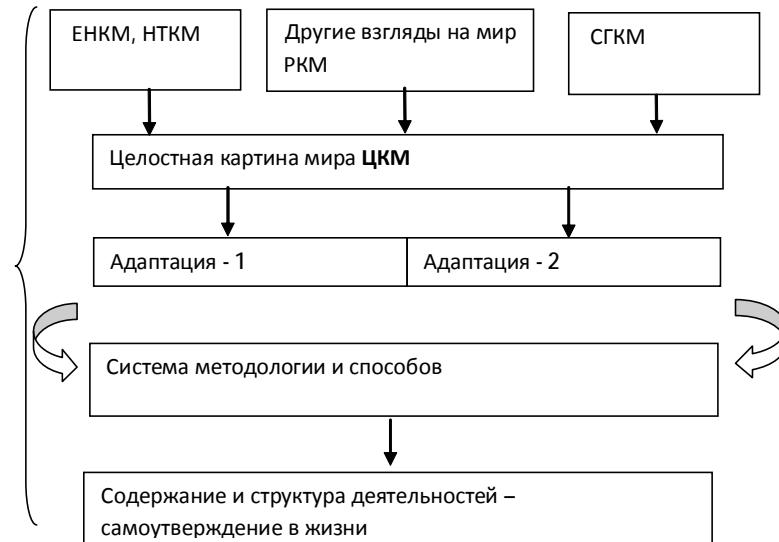 ЕНКМ, НТКМ
Другие взгляды на мир
РКМ
СГКМ
Целостная картина мира ЦКМ
Адаптация - 1
Адаптация - 2
Система методологии и способов
Содержание и структура деятельностей –
самоутверждение в жизни